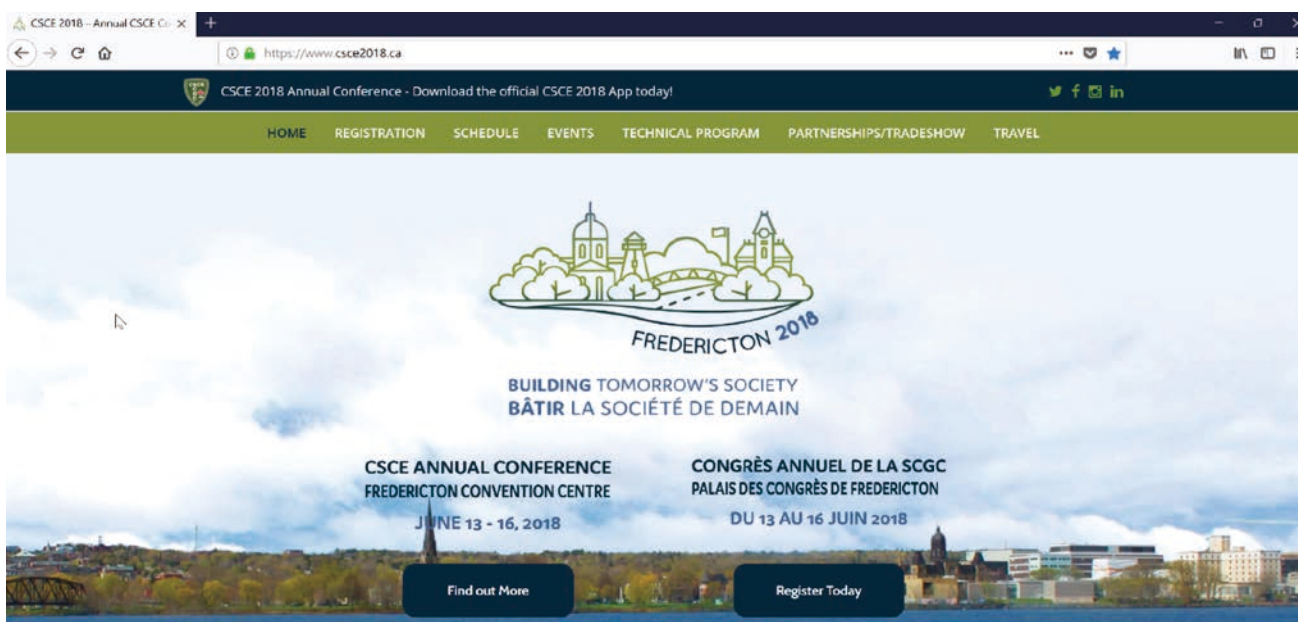 CSCE 2018 – Annual CSCE Co
https://www.csce2018.ca
CSCE 2018 Annual Conference - Download the official CSCE 2018 App today!
HOME REGISTRATION SCHEDULE EVENTS TECHNICAL PROGRAM PARTNERSHIPS/TRADESHOW TRAVEL
FREDERICTON 2018
BUILDING TOMORROW'S SOCIETY
BÂTIR LA SOCIÉTÉ DE DEMAIN
CSCE ANNUAL CONFERENCE
FREDERICTON CONVENTION CENTRE
JUNE 13 - 16, 2018
CONGRÈS ANNUEL DE LA SCGC
PALAIS DES CONGRÈS DE FREDERICTON
DU 13 AU 16 JUIN 2018
Find out More
Register Today